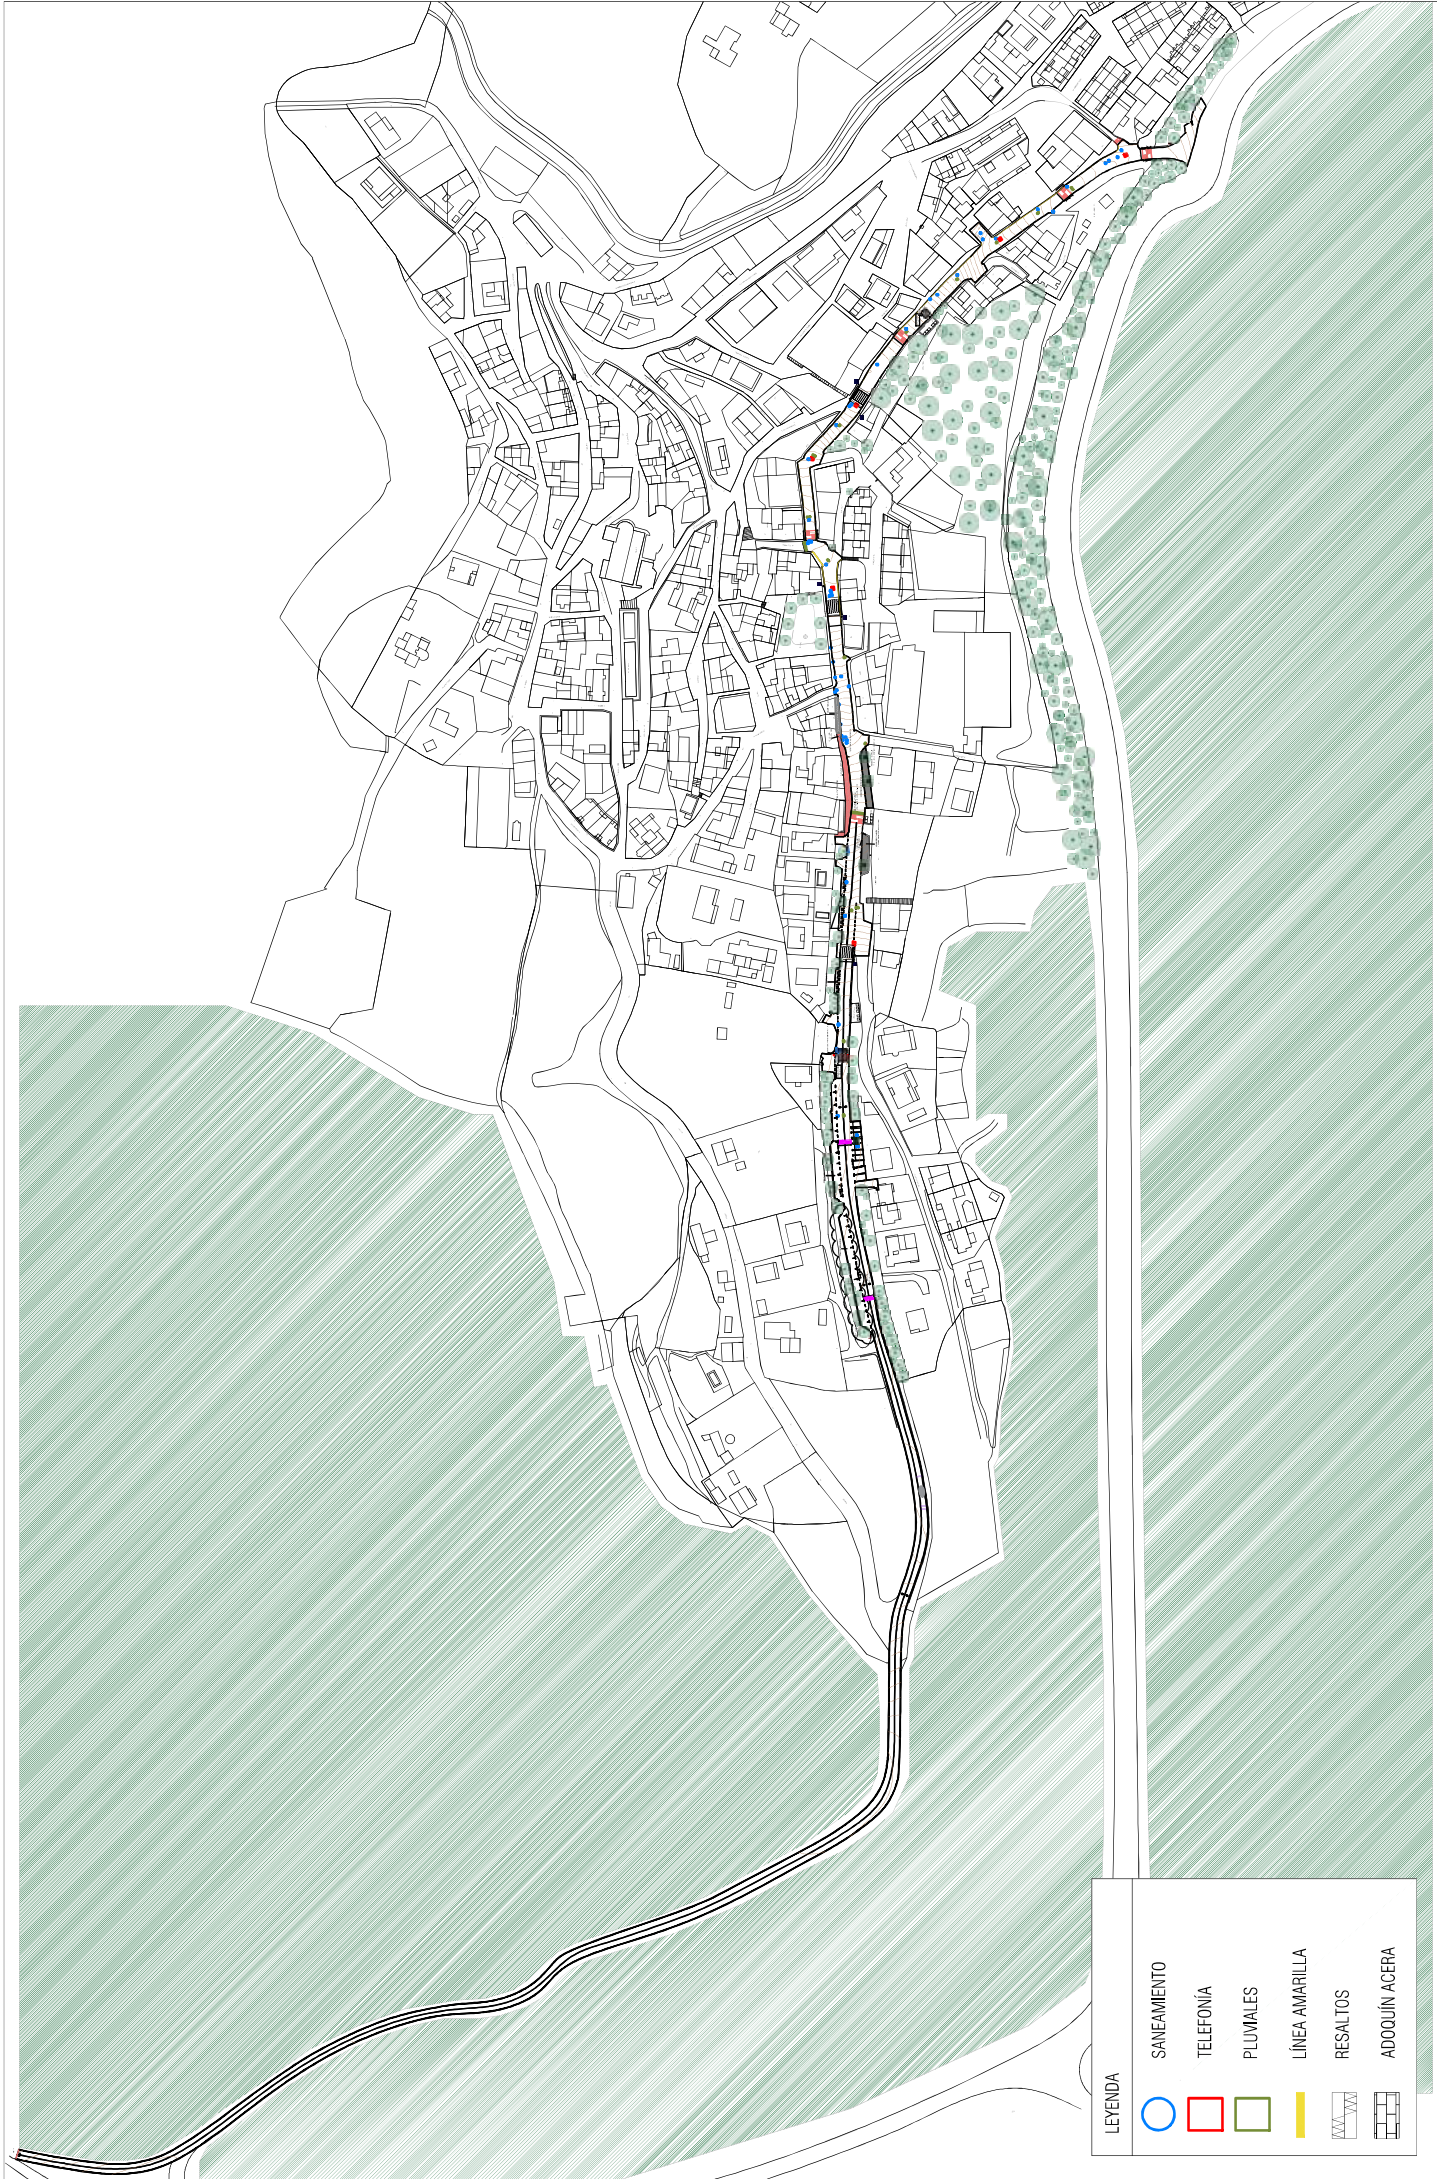 LEYENDA
SANEAMIENTO
TELEFONÍA
PLUVIALES
LÍNEA AMARILLA
RESALTOS
ADOQUÍN ACERA